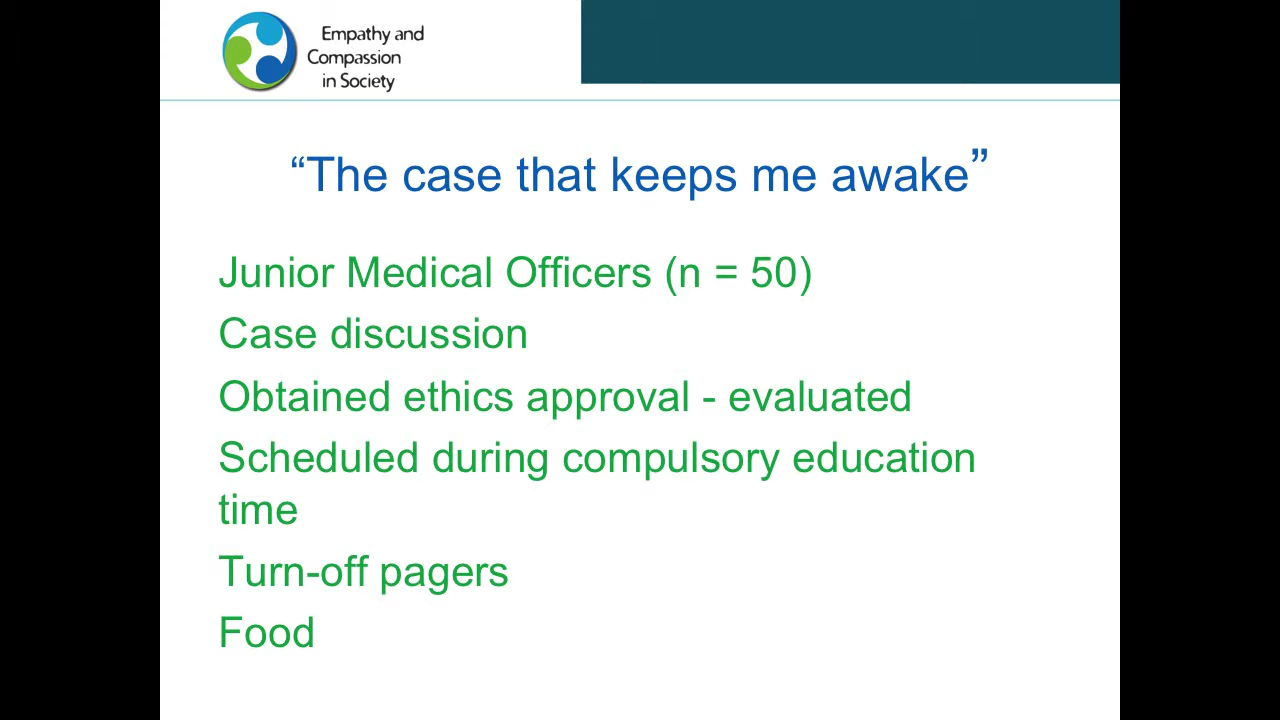 Empathy and
Compassion
in Society
“The case that keeps me awake”
Junior Medical Officers (n = 50)
Case discussion
Obtained ethics approval - evaluated
Scheduled during compulsory education
time
Turn-off pagers
Food